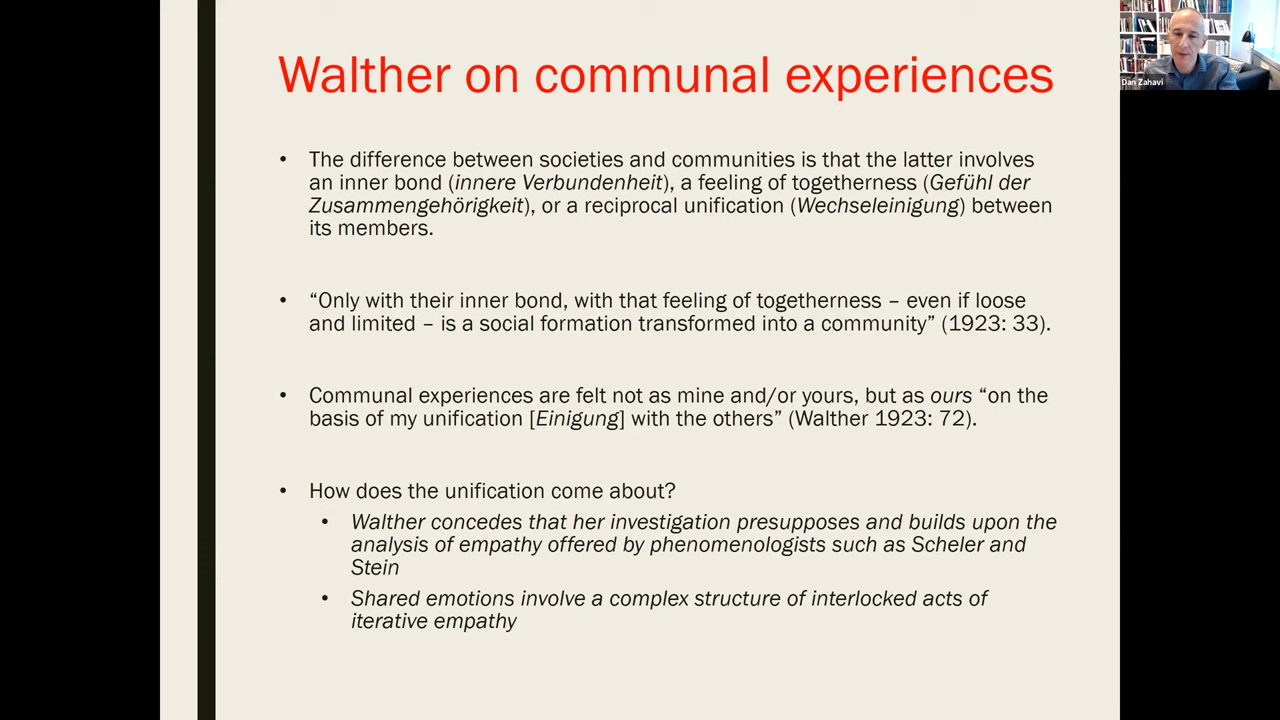 Walther on communal experiences
Dan Zahavi
• The difference between societies and communities is that the latter involves
an inner bond (innere Verbundenheit), a feeling of togetherness (Gefühl der
Zusammengehörigkeit), or a reciprocal unification (Wechseleinigung) between
its members.
• “Only with their inner bond, with that feeling of togetherness – even if loose
and limited – is a social formation transformed into a community” (1923: 33).
• Communal experiences are felt not as mine and/or yours, but as ours “on the
basis of my unification [Einigung] with the others” (Walther 1923: 72).
• How does the unification come about?
• Walther concedes that her investigation presupposes and builds upon the
analysis of empathy offered by phenomenologists such as Scheler and
Stein
• Shared emotions involve a complex structure of interlocked acts of
iterative empathy